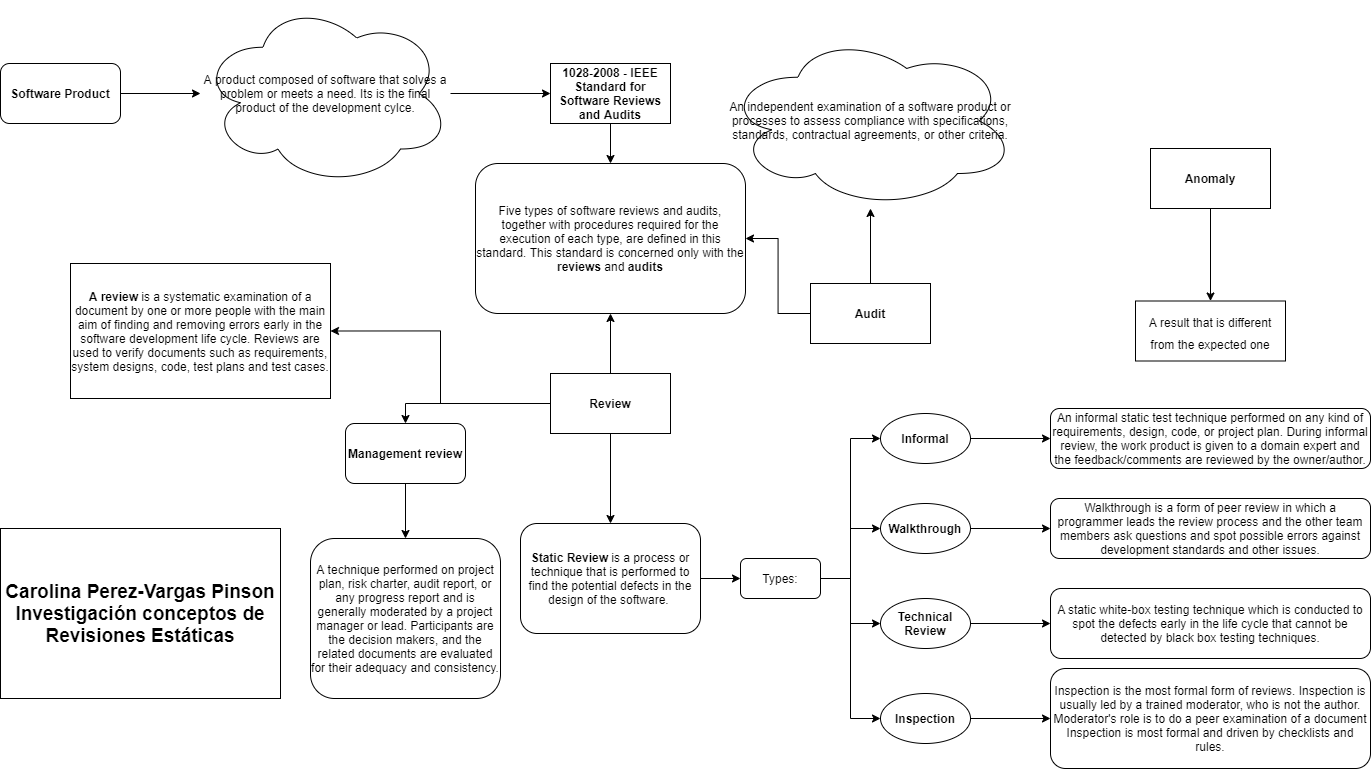 Software Product
A product composed of software that solves a
problem or meets a need. Its is the final
product of the development cylce.
1028-2008 - IEEE
Standard for
Software Reviews
and Audits
An independent examination of a software product or
processes to assess compliance with specifications,
standards, contractual agreements, or other criteria.
Anomaly
Five types of software reviews and audits,
together with procedures required for the
execution of each type, are defined in this
standard. This standard is concerned only with the
reviews and audits
A review is a systematic examination of a
document by one or more people with the main
aim of finding and removing errors early in the
software development life cycle. Reviews are
used to verify documents such as requirements,
system designs, code, test plans and test cases.
Audit
A result that is different
from the expected one
Review
Management review
Informal
An informal static test technique performed on any kind of
requirements, design, code, or project plan. During informal
review, the work product is given to a domain expert and
the feedback/comments are reviewed by the owner/author.
Walkthrough
Walkthrough is a form of peer review in which a
programmer leads the review process and the other team
members ask questions and spot possible errors against
development standards and other issues.
Carolina Perez-Vargas Pinson
Investigación conceptos de
Revisiones Estáticas
A technique performed on project
plan, risk charter, audit report, or
any progress report and is
generally moderated by a project
manager or lead. Participants are
the decision makers, and the
related documents are evaluated
for their adequacy and consistency.
Static Review is a process or
technique that is performed to
find the potential defects in the
design of the software.
Types:
Technical
Review
A static white-box testing technique which is conducted to
spot the defects early in the life cycle that cannot be
detected by black box testing techniques.
Inspection
Inspection is the most formal form of reviews. Inspection is
usually led by a trained moderator, who is not the author.
Moderator's role is to do a peer examination of a document
Inspection is most formal and driven by checklists and
rules.